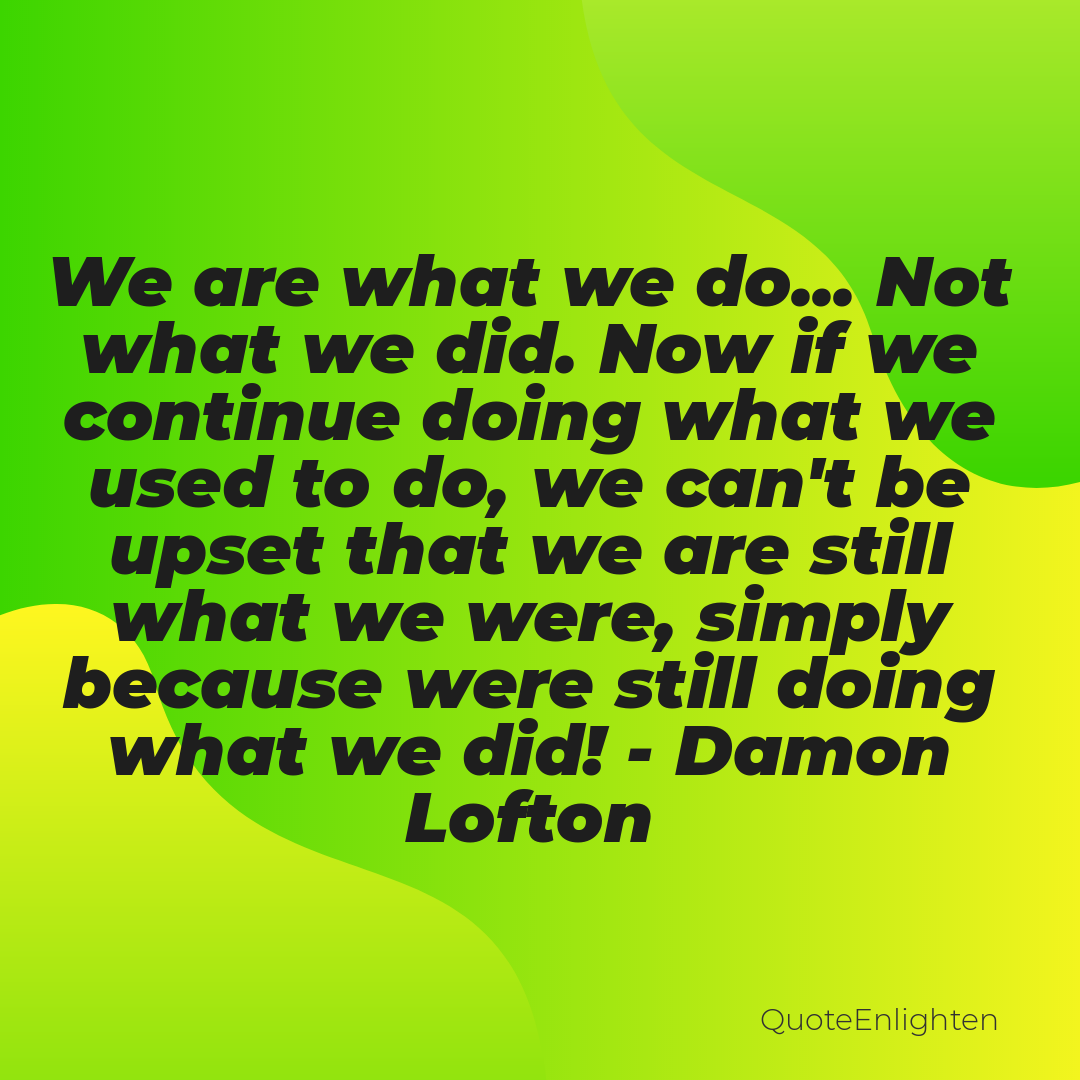 We are what we do... Not
what we did. Now if we
continue doing what we
used to do, we can't be
upset that we are still
what we were, simply
because were still doing
what we did! - Damon
Lofton
QuoteEnlighten